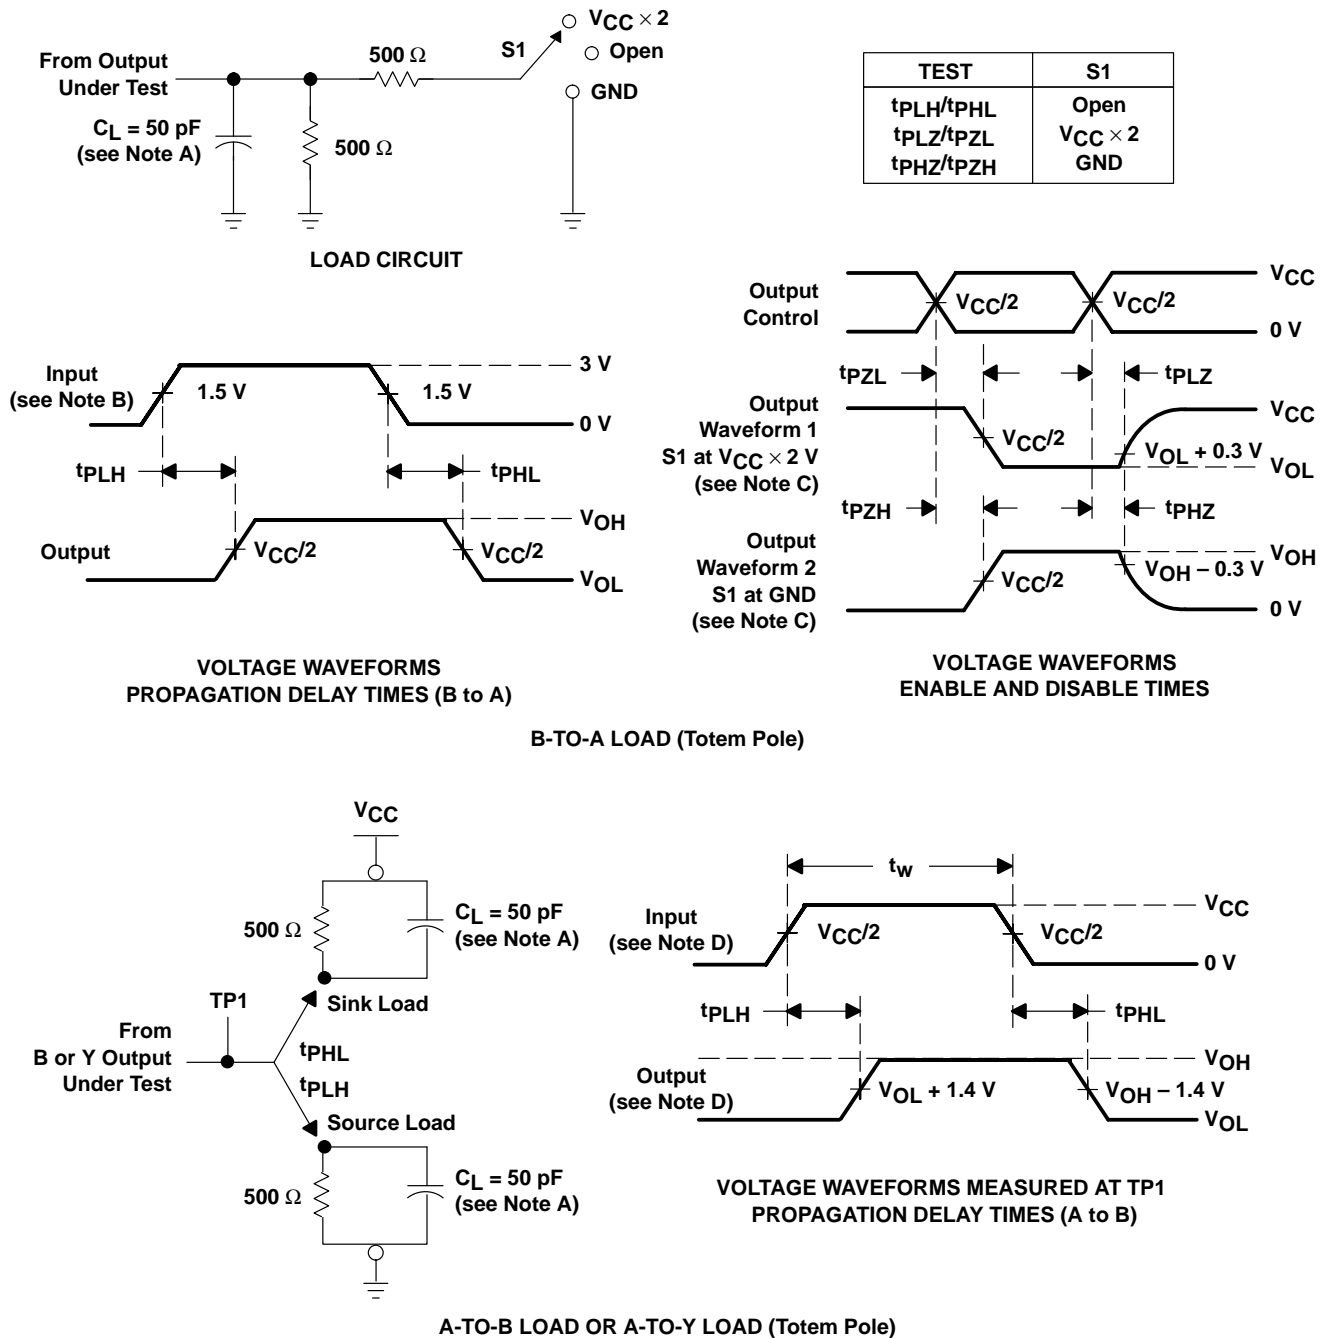 VCC × 2
S1
Open
500 Ω
From Output
Under Test
GND
CL = 50 pF
(see Note A)
500 Ω
LOAD CIRCUIT
TEST S1
tPLH/tPHL Open
tPLZ/tPZL VCC × 2
tPHZ/tPZH GND
Input
(see Note B)
1.5 V
1.5 V
3 V
0 V
tPLH
tPHL
Output
VCC/2
VCC/2
VOH
VOL
VOLTAGE WAVEFORMS
PROPAGATION DELAY TIMES (B to A)
Output
Control
VCC/2
VCC/2
VCC
0 V
tPZL
tPLZ
Output
Waveform 1
S1 at VCC × 2 V
(see Note C)
VCC/2
VCC
VOL + 0.3 V
VOL
tPZH
tPHZ
Output
Waveform 2
S1 at GND
(see Note C)
VCC/2
VOH
VOH – 0.3 V
0 V
VOLTAGE WAVEFORMS
ENABLE AND DISABLE TIMES
B-TO-A LOAD (Totem Pole)
VCC
500 Ω
CL = 50 pF
(see Note A)
TP1
Sink Load
From
B or Y Output
Under Test
tPHL
tPLH
Source Load
500 Ω
CL = 50 pF
(see Note A)
tw
Input
(see Note D)
VCC/2
VCC/2
VCC
0 V
tPLH
tPHL
Output
(see Note D)
VOL + 1.4 V
VOH
VOH – 1.4 V
VOL
VOLTAGE WAVEFORMS MEASURED AT TP1
PROPAGATION DELAY TIMES (A to B)
A-TO-B LOAD OR A-TO-Y LOAD (Totem Pole)